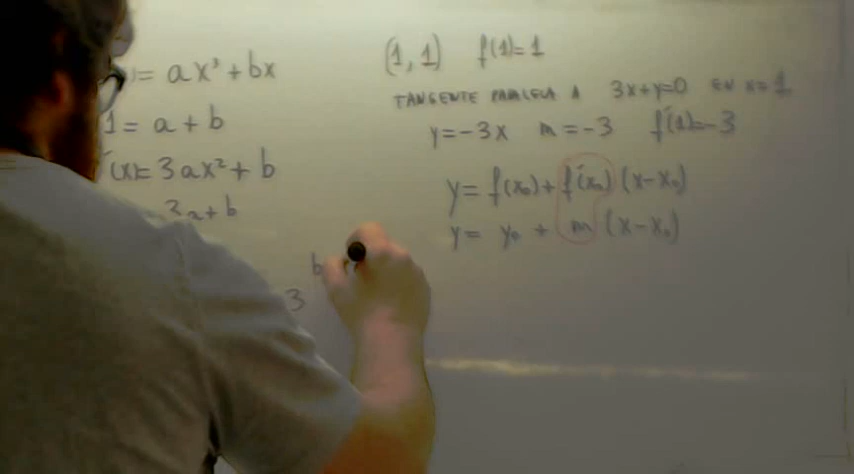 )= ax³+bx
1= a+b
´(x)= 3ax²+b
3a+b
b
3
(1,1) f(1)=1
TANGENTE PARALELA A 3x+y=0 EN x=1
y=-3x m=-3 f´(1)=-3
y= f(x₀)+ f´(x₀) (x-x₀)
y= y₀ + m (x-x₀)